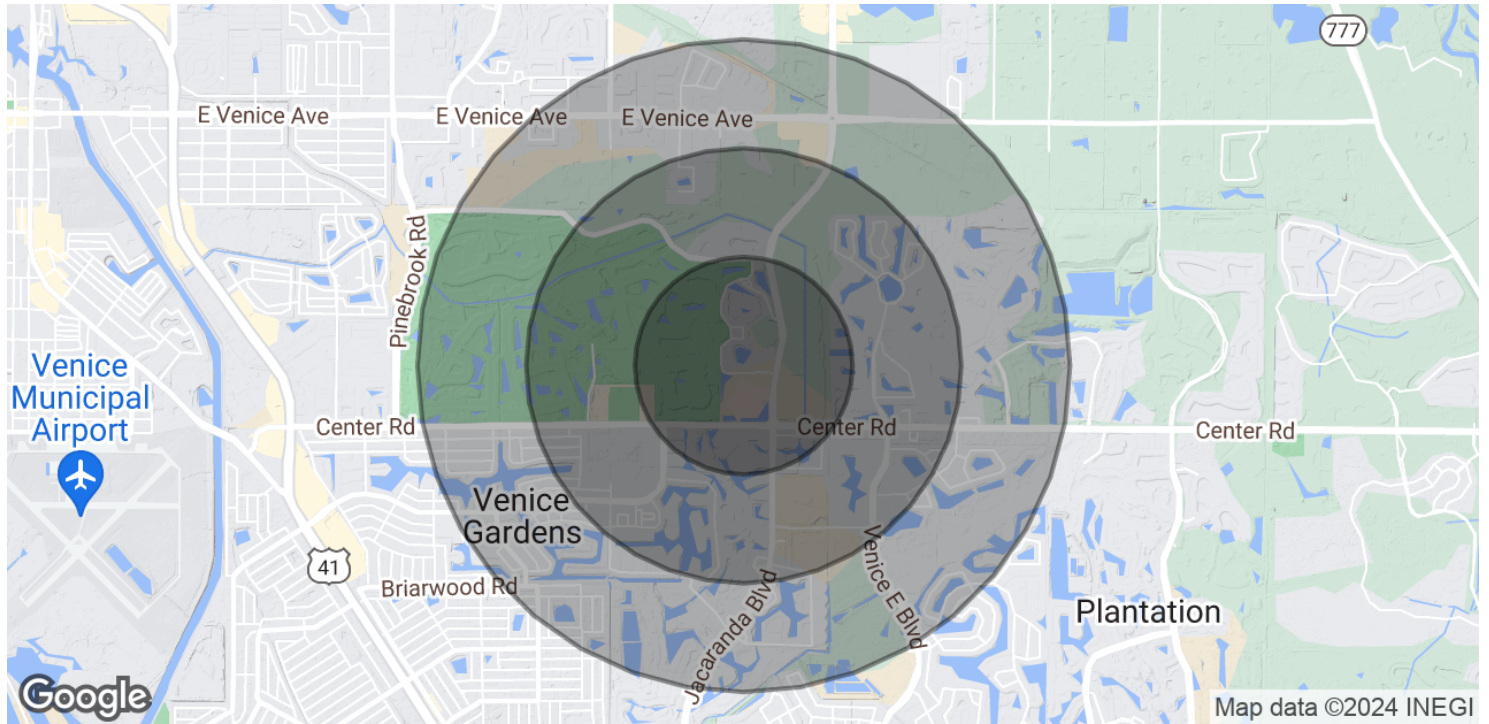 777
E Venice Ave
E Venice Ave
E Venice Ave
Pinebrook Rd
Venice
Municipal
Airport
Center Rd
Center Rd
Center Rd
Venice
Gardens
41
Briarwood Rd
Jacaranda Blvd
Venice E Blvd
Plantation
Google
Map data ©2024 INEGI